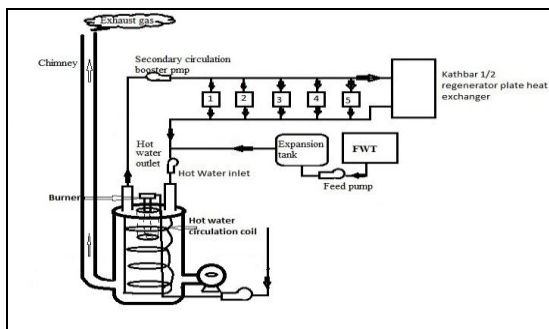 Exhaust gas
Chimney
Secondary circulation
booster pmp
1
2
3
4
5
Kathbar 1/2
regenerator plate heat
exchanger
Hot
water
outlet
Expansion
tank
FWT
Hot Water inlet
Feed pump
Burner
Hot water
circulation coil